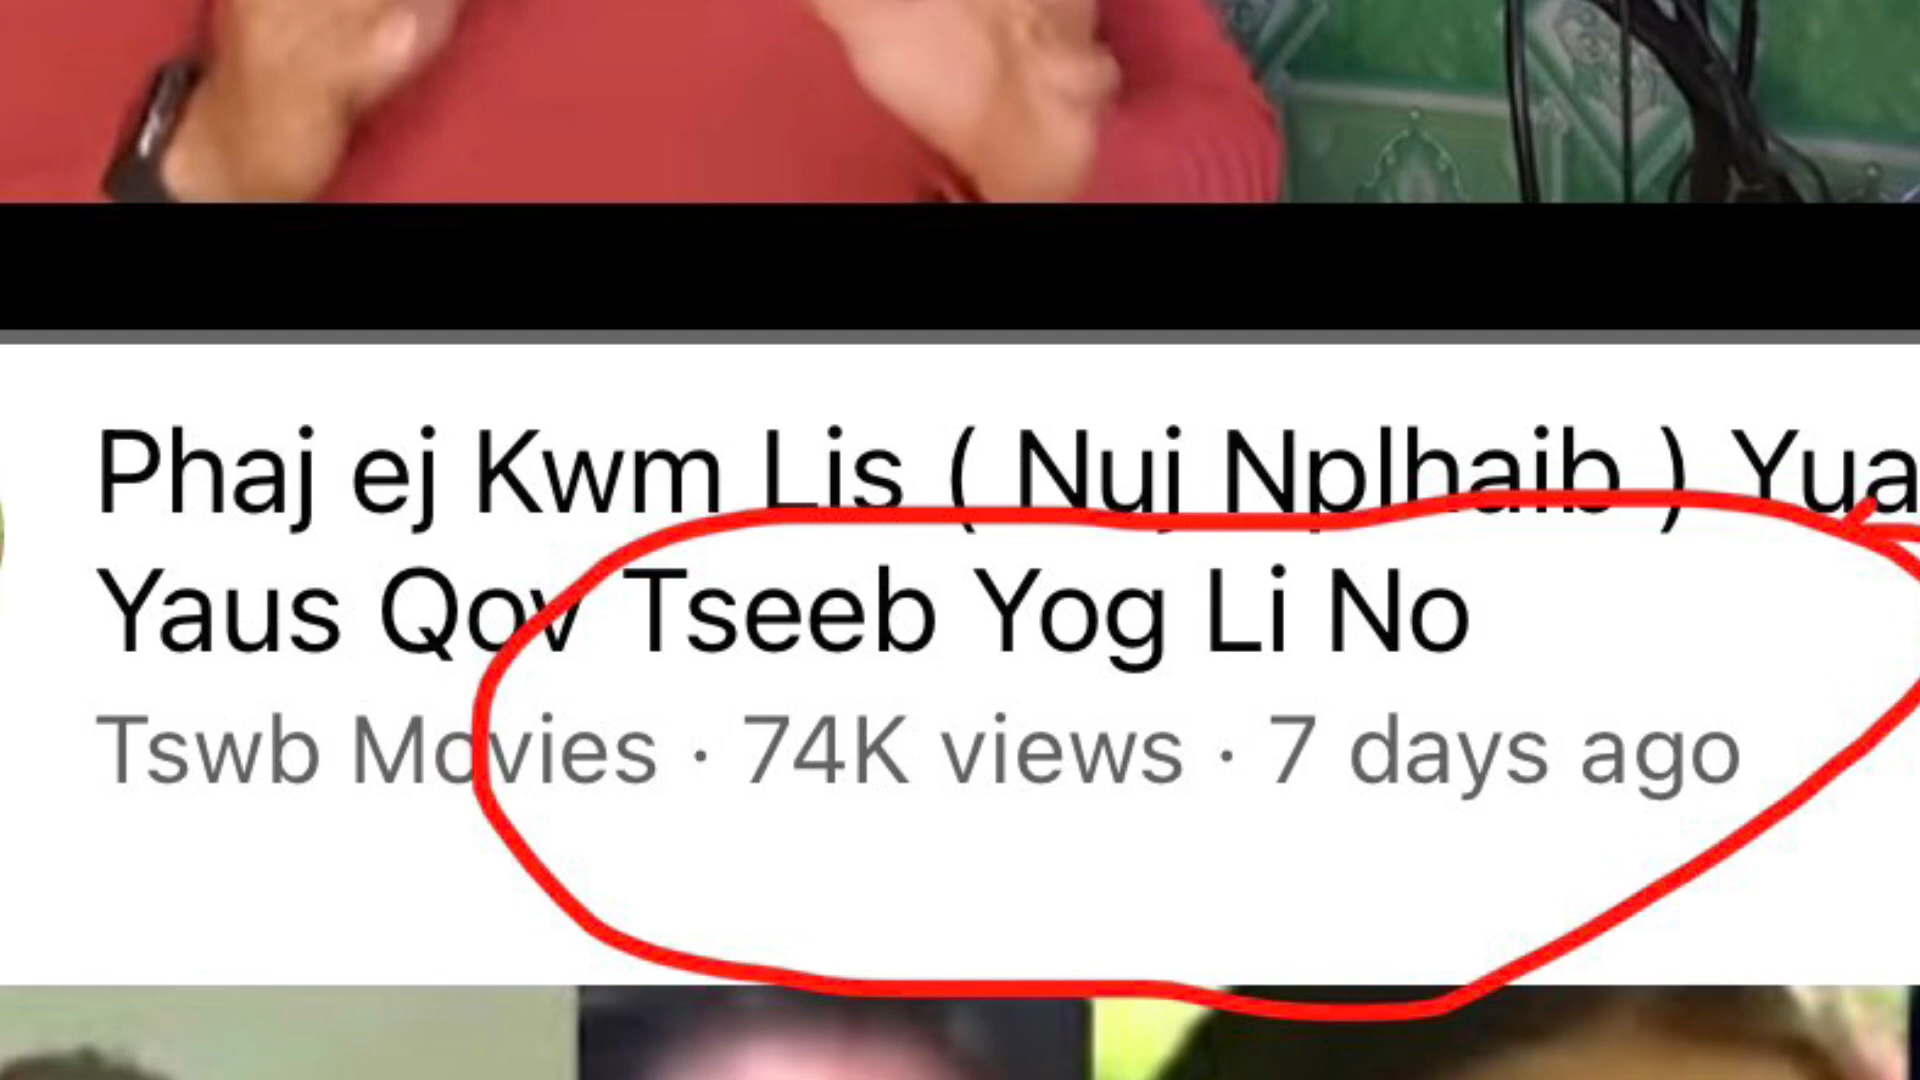 Phaj ej Kwm Lis ( Nuj Nplhaib ) Yua
Yaus Qov Tseeb Yog Li No
Tswb Movies · 74K views · 7 days ago